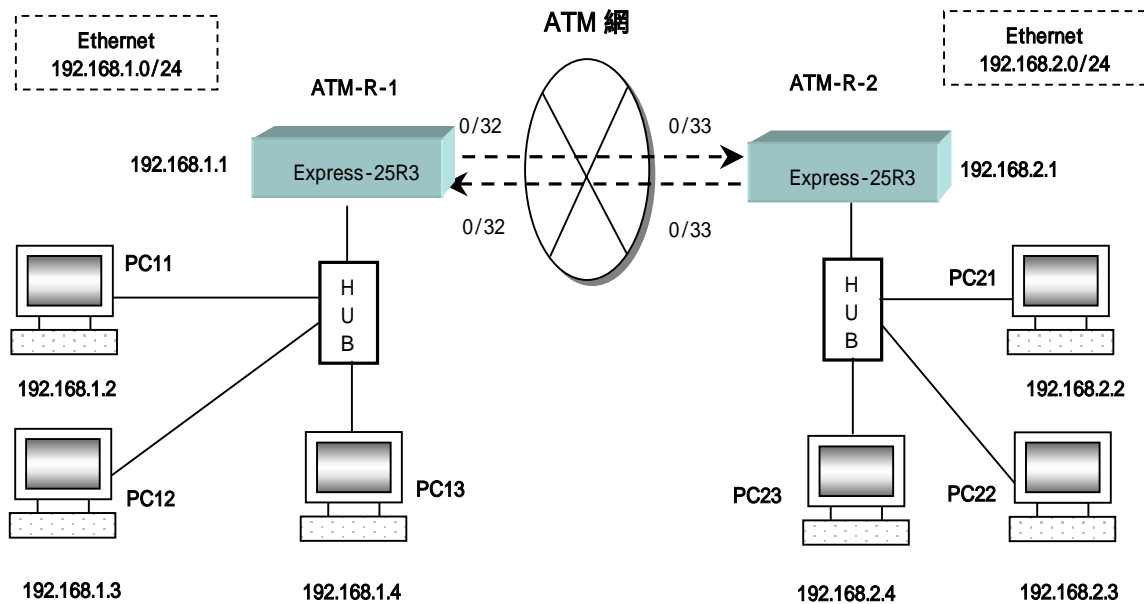 ATM 網
Ethernet
192.168.1.0/24
Ethernet
192.168.2.0/24
ATM-R-1
ATM-R-2
0/32
0/33
192.168.1.1
Express-25R3
Express-25R3
192.168.2.1
0/32
0/33
PC11
HUB
HUB
PC21
192.168.1.2
192.168.2.2
PC12
PC13
PC23
PC22
192.168.1.3
192.168.1.4
192.168.2.4
192.168.2.3